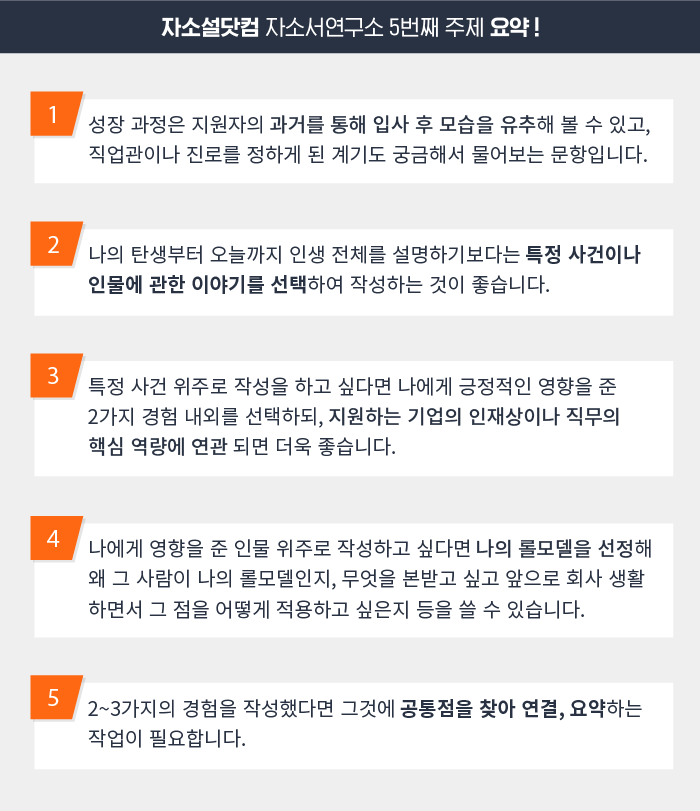 자소설닷컴 자소서연구소 5번째 주제 요약 !
1
성장 과정은 지원자의 과거를 통해 입사 후 모습을 유추해 볼 수 있고,
직업관이나 진로를 정하게 된 계기도 궁금해서 물어보는 문항입니다.
2
나의 탄생부터 오늘까지 인생 전체를 설명하기보다는 특정 사건이나
인물에 관한 이야기를 선택하여 작성하는 것이 좋습니다.
3
특정 사건 위주로 작성을 하고 싶다면 나에게 긍정적인 영향을 준
2가지 경험 내외를 선택하되, 지원하는 기업의 인재상이나 직무의
핵심 역량에 연관 되면 더욱 좋습니다.
4
나에게 영향을 준 인물 위주로 작성하고 싶다면 나의 롤모델을 선정해
왜 그 사람이 나의 롤모델인지, 무엇을 본받고 싶고 앞으로 회사 생활
하면서 그 점을 어떻게 적용하고 싶은지 등을 쓸 수 있습니다.
5
2~3가지의 경험을 작성했다면 그것에 공통점을 찾아 연결, 요약하는
작업이 필요합니다.